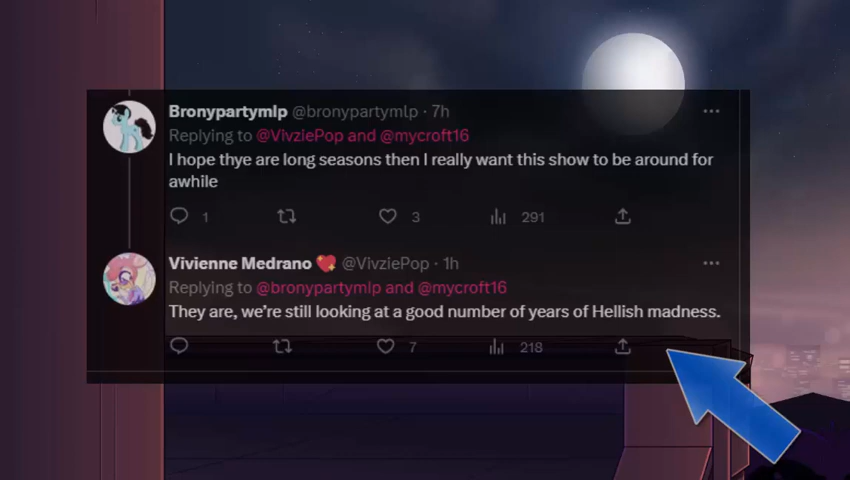 Bronypartymlp @bronypartymlp · 7h
Replying to @VivziePop and @mycroft16
I hope thye are long seasons then I really want this show to be around for
awhile
1 3 291
Vivienne Medrano 💖 @VivziePop · 1h
Replying to @bronypartymlp and @mycroft16
They are, we're still looking at a good number of years of Hellish madness.
7 218